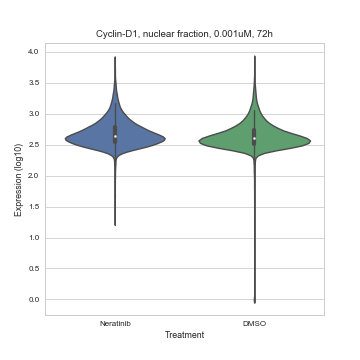 Cyclin-D1, nuclear fraction, 0.001uM, 72h
4.0
3.5
3.0
2.5
2.0
1.5
1.0
0.5
0.0
Expression (log10)
Neratinib
DMSO
Treatment